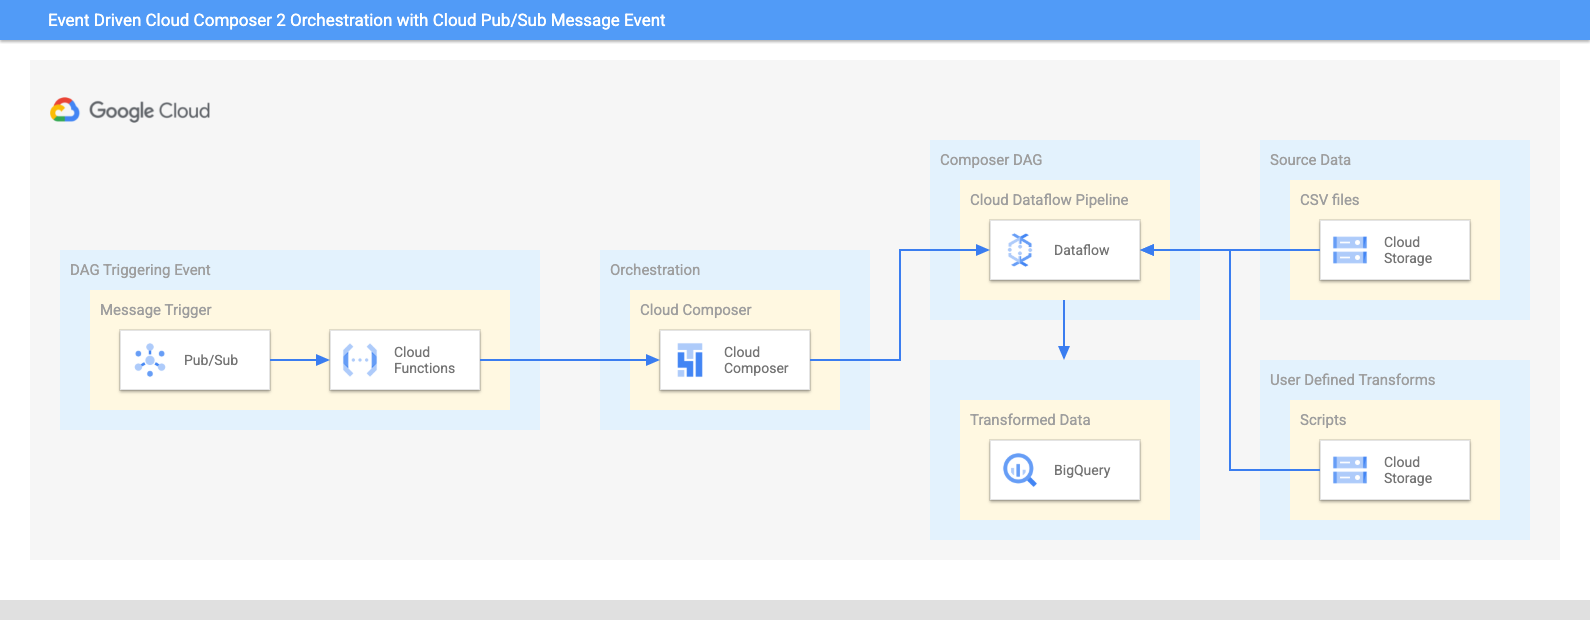 Event Driven Cloud Composer 2 Orchestration with Cloud Pub/Sub Message Event
Google Cloud
DAG Triggering Event
Message Trigger
Pub/Sub
Cloud
Functions
Orchestration
Cloud Composer
Cloud
Composer
Composer DAG
Cloud Dataflow Pipeline
Dataflow
Transformed Data
BigQuery
Source Data
CSV files
Cloud
Storage
User Defined Transforms
Scripts
Cloud
Storage